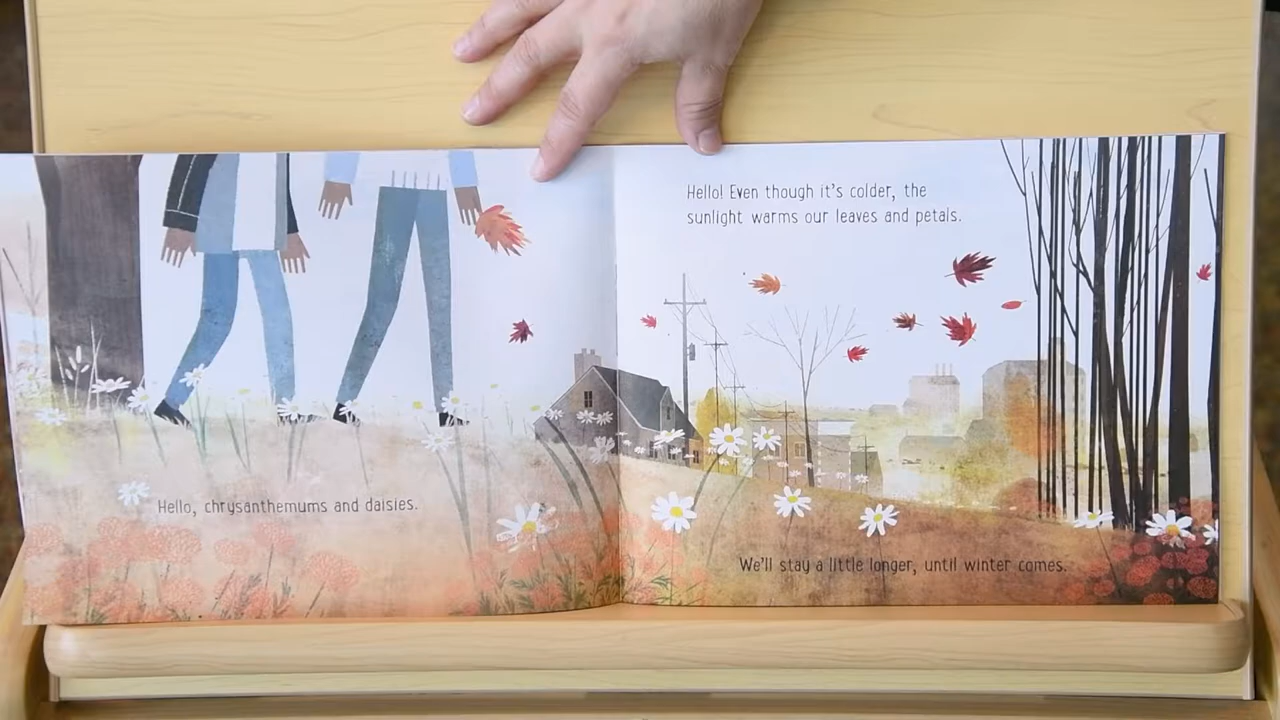 Hello, chrysanthemums and daisies.
Hello! Even though it's colder, the
sunlight warms our leaves and petals.
We'll stay a little longer, until winter comes.